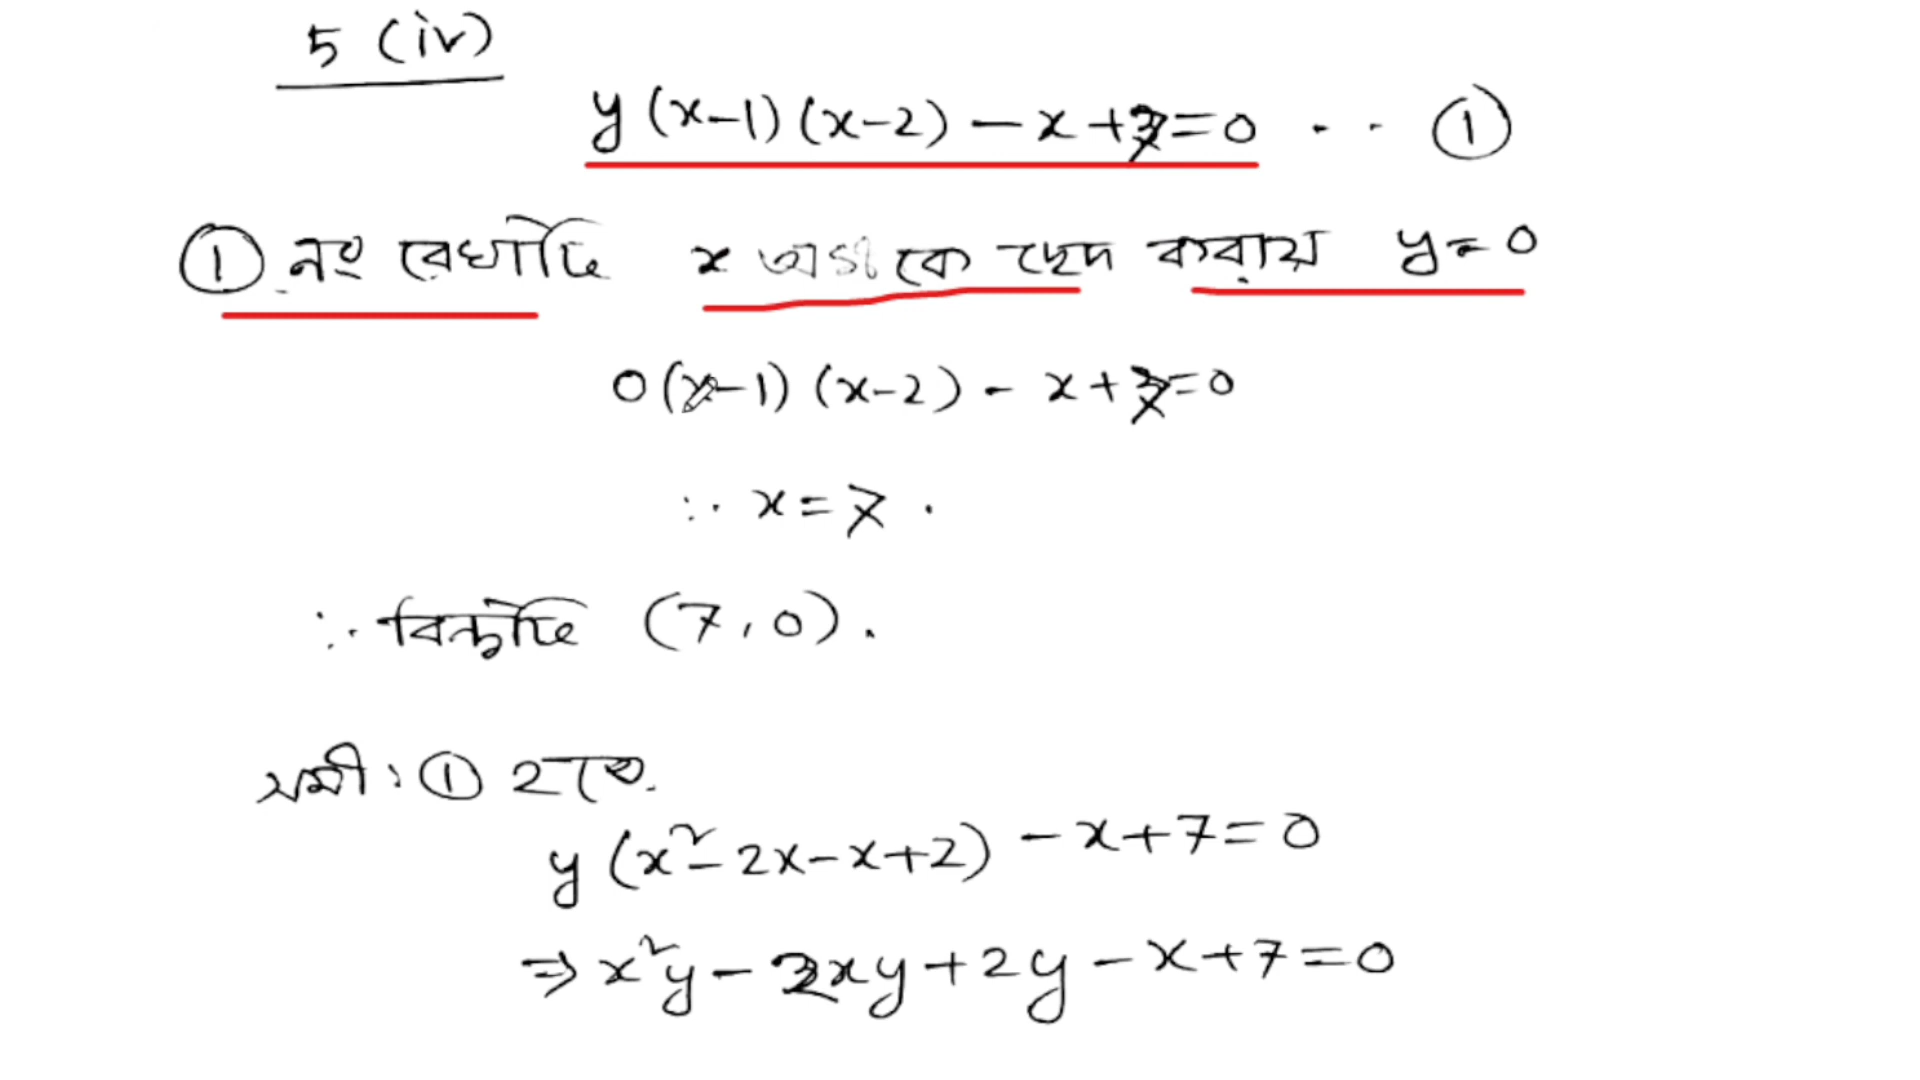 5 (iv)
y (x-1) (x-2) - x + 7 = 0 .. ①
① নং রেখাটি x অক্ষকে ছেদ করায় y = 0
0 (x-1) (x-2) - x + 7 = 0
∴ x = 7 .
∴ বিন্দুটি (7, 0).
সমী: ① হতে.
y (x² - 2x - x + 2) - x + 7 = 0
⇒ x²y - 3xy + 2y - x + 7 = 0